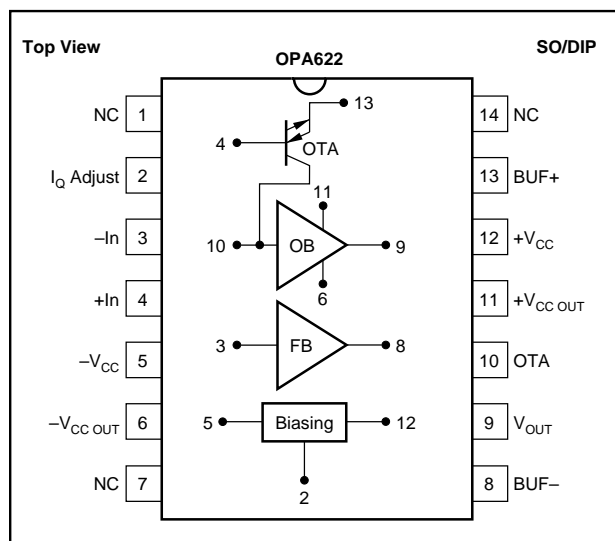 Top View
OPA622
SO/DIP
NC 1
I_Q Adjust 2
–In 3
+In 4
–V_CC 5
–V_CC OUT 6
NC 7
14 NC
13 BUF+
12 +V_CC
11 +V_CC OUT
10 OTA
9 V_OUT
8 BUF–
13
4
OTA
11
10 OB 9
6
3 FB 8
5 Biasing 12
2